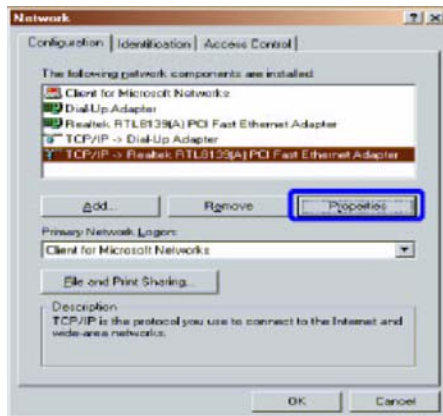 Network
Configuration Identification Access Control
The following network components are installed:
Client for Microsoft Networks
Dial-Up Adapter
Realtek RTL8139(A) PCI Fast Ethernet Adapter
TCP/IP -> Dial-Up Adapter
TCP/IP -> Realtek RTL8139(A) PCI Fast Ethernet Adapter
Add... Remove Properties
Primary Network Logon:
Client for Microsoft Networks
File and Print Sharing...
Description
TCP/IP is the protocol you use to connect to the Internet and
wide-area networks.
OK Cancel